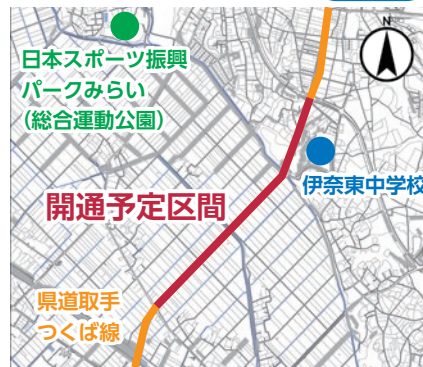 N
日本スポーツ振興
パークみらい
(総合運動公園)
伊奈東中学校
開通予定区間
県道取手
つくば線